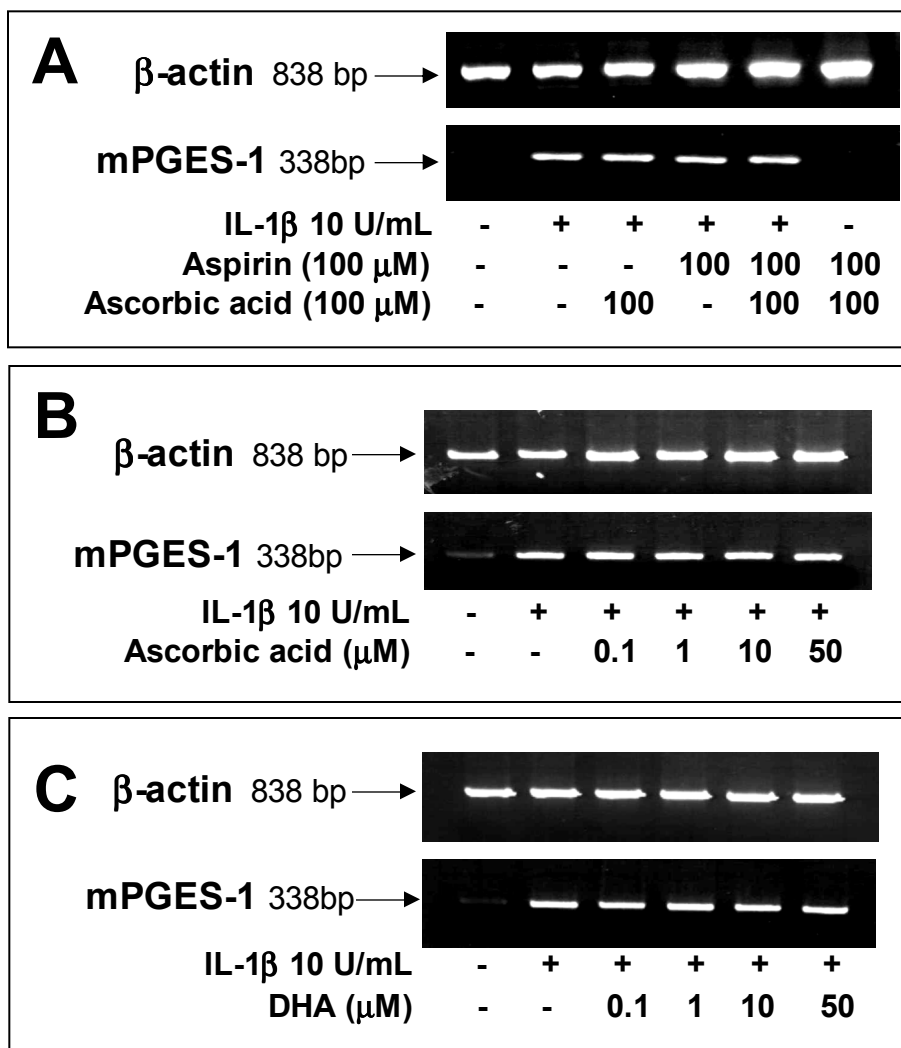 A
β-actin 838 bp
mPGES-1 338bp
IL-1β 10 U/mL - + + + + -
Aspirin (100 μM) - - - 100 100 100
Ascorbic acid (100 μM) - - 100 - 100 100
B
β-actin 838 bp
mPGES-1 338bp
IL-1β 10 U/mL - + + + + +
Ascorbic acid (μM) - - 0.1 1 10 50
C
β-actin 838 bp
mPGES-1 338bp
IL-1β 10 U/mL - + + + + +
DHA (μM) - - 0.1 1 10 50